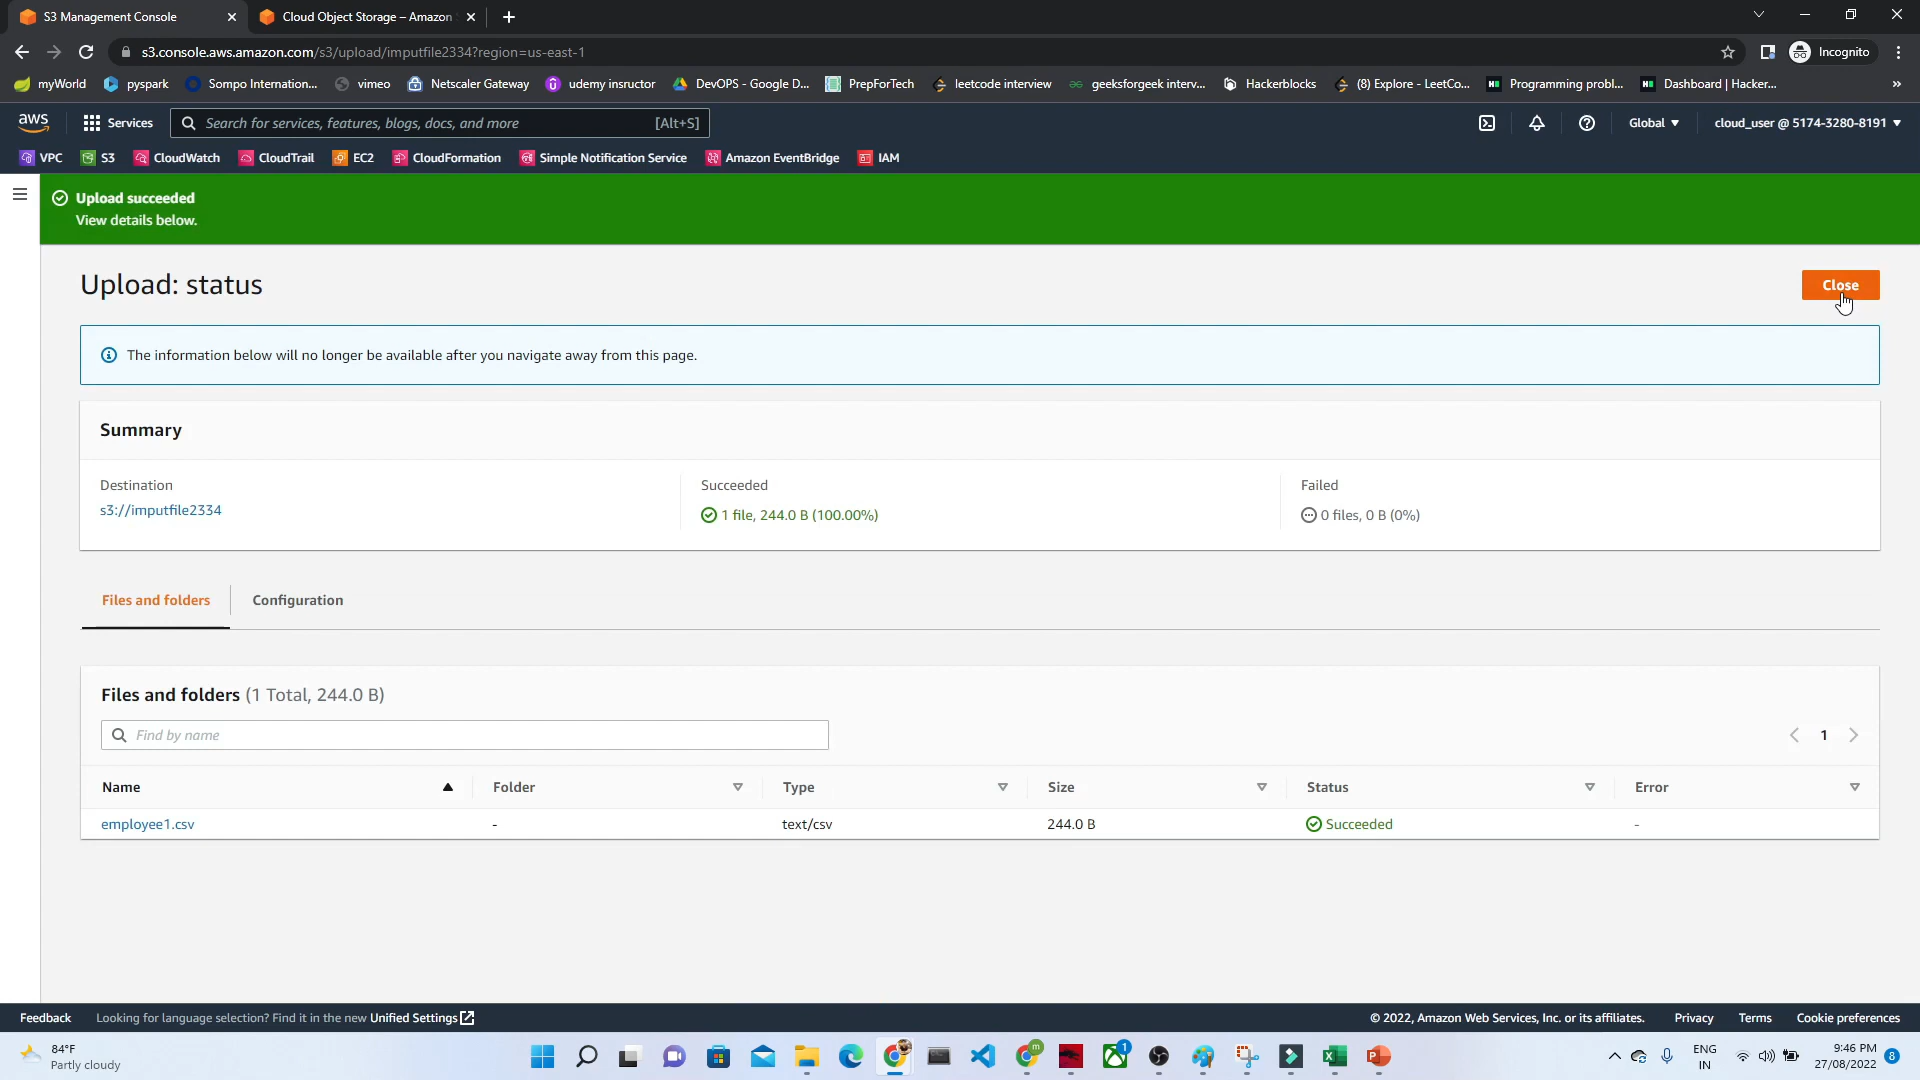 S3 Management Console
Cloud Object Storage – Amazon
s3.console.aws.amazon.com/s3/upload/imputfile2334?region=us-east-1
Incognito
myWorld
pyspark
Sompo Internation...
vimeo
Netscaler Gateway
udemy insructor
DevOPS - Google D...
PrepForTech
leetcode interview
geeksforgeek interv...
Hackerblocks
(8) Explore - LeetCo...
Programming probl...
Dashboard | Hacker...
aws
Services
Search for services, features, blogs, docs, and more
[Alt+S]
Global
cloud_user @ 5174-3280-8191
VPC
S3
CloudWatch
CloudTrail
EC2
CloudFormation
Simple Notification Service
Amazon EventBridge
IAM
Upload succeeded
View details below.
Upload: status
Close
The information below will no longer be available after you navigate away from this page.
Summary
Destination
s3://imputfile2334
Succeeded
1 file, 244.0 B (100.00%)
Failed
0 files, 0 B (0%)
Files and folders
Configuration
Files and folders (1 Total, 244.0 B)
Find by name
1
Name
Folder
Type
Size
Status
Error
employee1.csv
-
text/csv
244.0 B
Succeeded
-
Feedback
Looking for language selection? Find it in the new Unified Settings
© 2022, Amazon Web Services, Inc. or its affiliates.
Privacy
Terms
Cookie preferences
84°F
Partly cloudy
m
1
ENG
IN
9:46 PM
27/08/2022
8